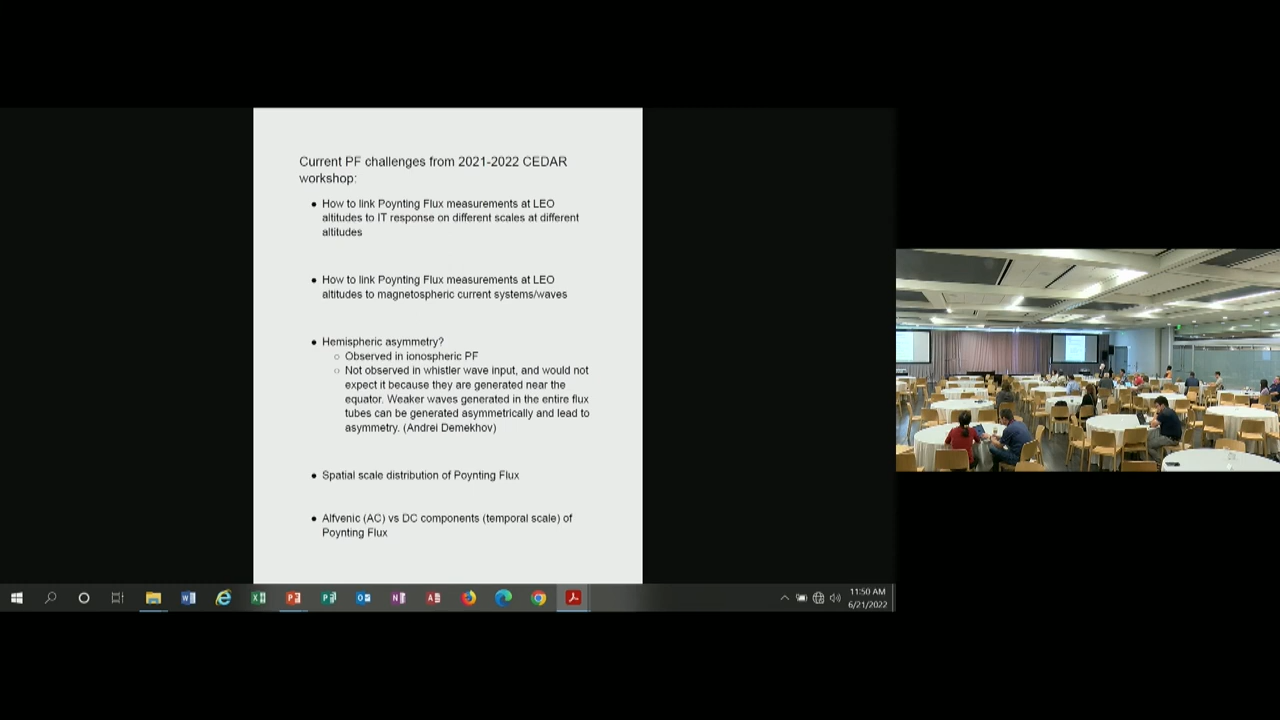 Current PF challenges from 2021-2022 CEDAR
workshop:
● How to link Poynting Flux measurements at LEO
altitudes to IT response on different scales at different
altitudes
● How to link Poynting Flux measurements at LEO
altitudes to magnetospheric current systems/waves
● Hemispheric asymmetry?
○ Observed in ionospheric PF
○ Not observed in whistler wave input, and would not
expect it because they are generated near the
equator. Weaker waves generated in the entire flux
tubes can be generated asymmetrically and lead to
asymmetry. (Andrei Demekhov)
● Spatial scale distribution of Poynting Flux
● Alfvenic (AC) vs DC components (temporal scale) of
Poynting Flux
11:50 AM
6/21/2022